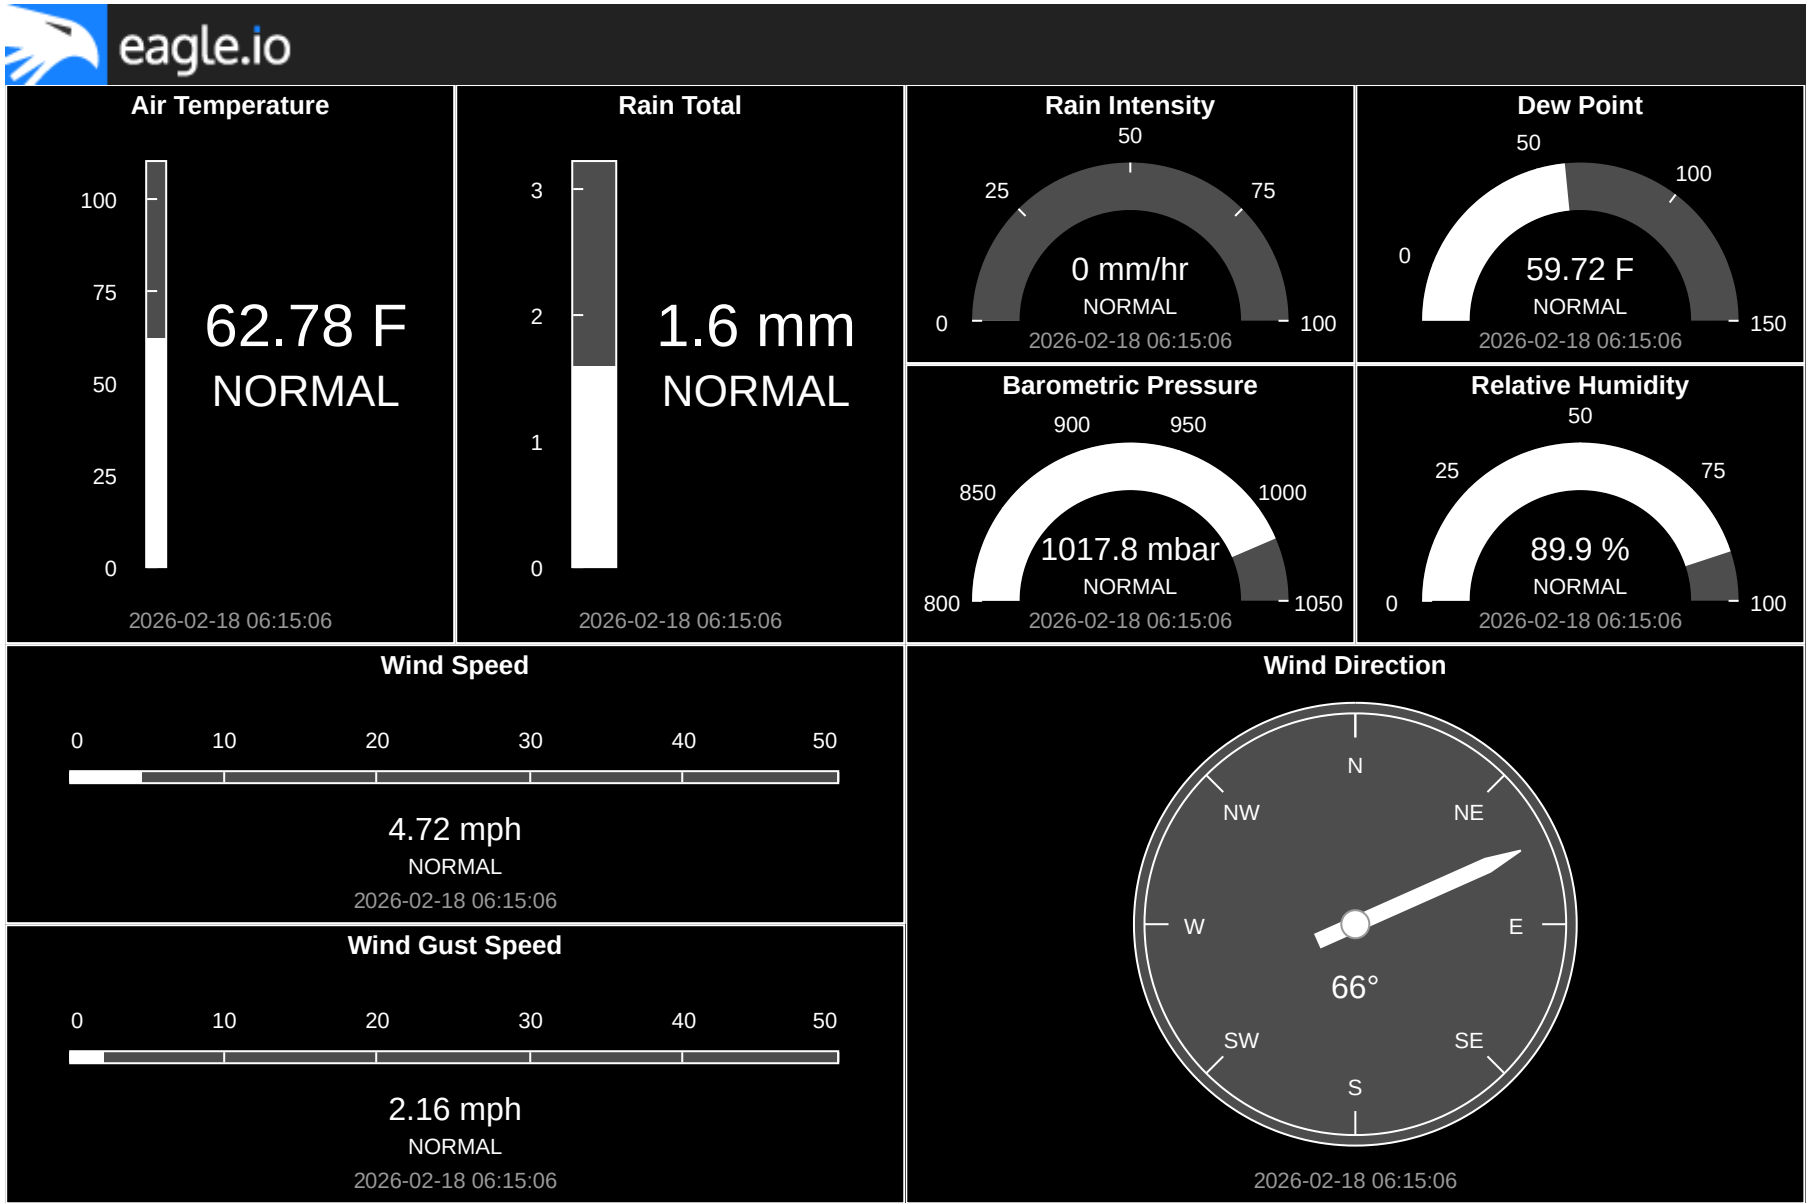 eagle.io
Air Temperature
100
75
50
25
0
62.78 F
NORMAL
2026-02-18 06:15:06
Rain Total
3
2
1
0
1.6 mm
NORMAL
2026-02-18 06:15:06
Rain Intensity
0
25
50
75
100
0 mm/hr
NORMAL
2026-02-18 06:15:06
Dew Point
0
50
100
150
59.72 F
NORMAL
2026-02-18 06:15:06
Barometric Pressure
800
850
900
950
1000
1050
1017.8 mbar
NORMAL
2026-02-18 06:15:06
Relative Humidity
0
25
50
75
100
89.9 %
NORMAL
2026-02-18 06:15:06
Wind Speed
0 10 20 30 40 50
4.72 mph
NORMAL
2026-02-18 06:15:06
Wind Gust Speed
0 10 20 30 40 50
2.16 mph
NORMAL
2026-02-18 06:15:06
Wind Direction
N
NW NE
W E
66°
SW SE
S
2026-02-18 06:15:06